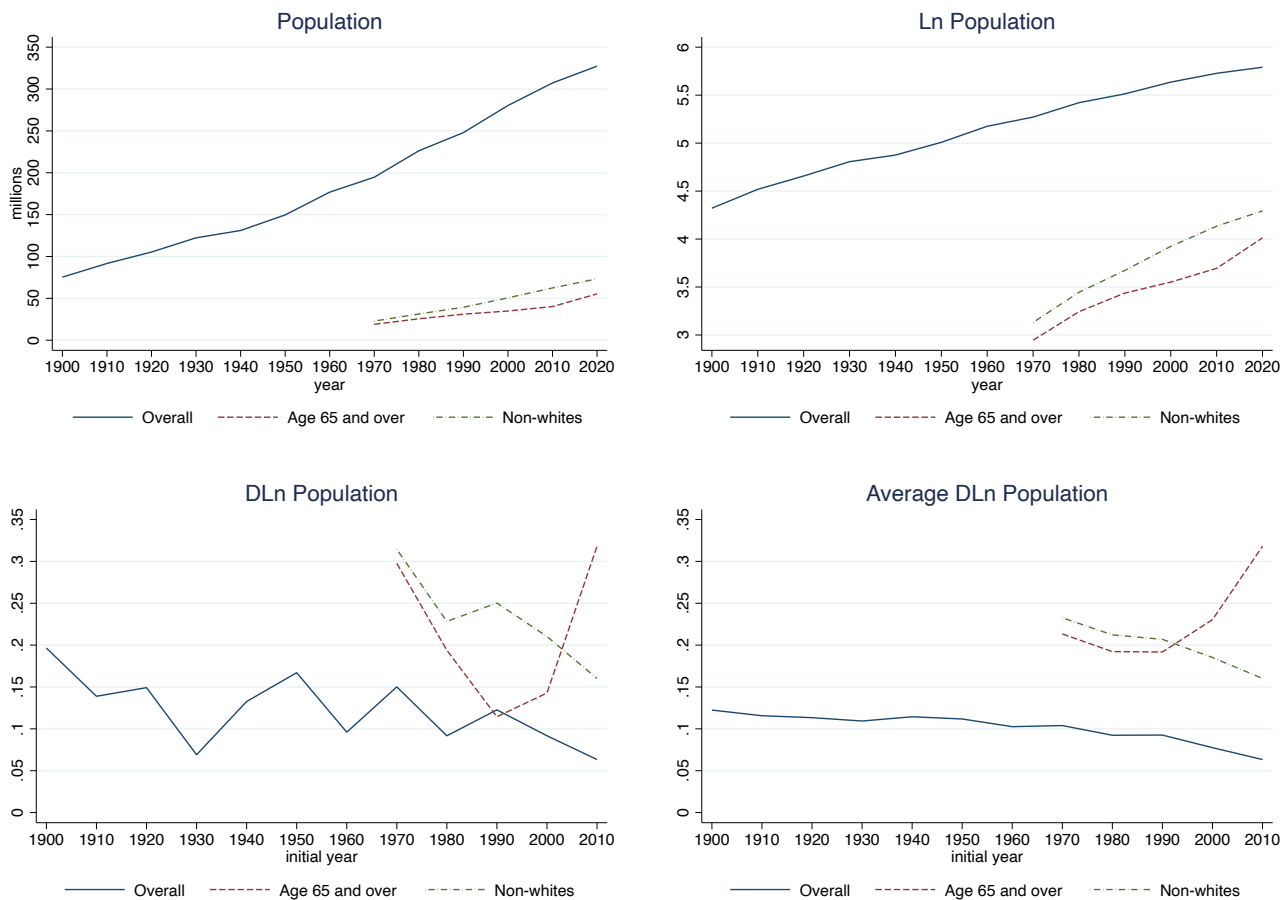 Population
millions
350
300
250
200
150
100
50
0
1900 1910 1920 1930 1940 1950 1960 1970 1980 1990 2000 2010 2020
year
Overall Age 65 and over Non-whites
Ln Population
6
5.5
5
4.5
4
3.5
3
1900 1910 1920 1930 1940 1950 1960 1970 1980 1990 2000 2010 2020
year
Overall Age 65 and over Non-whites
DLn Population
.35
.3
.25
.2
.15
.1
.05
0
1900 1910 1920 1930 1940 1950 1960 1970 1980 1990 2000 2010
initial year
Overall Age 65 and over Non-whites
Average DLn Population
.35
.3
.25
.2
.15
.1
.05
0
1900 1910 1920 1930 1940 1950 1960 1970 1980 1990 2000 2010
initial year
Overall Age 65 and over Non-whites